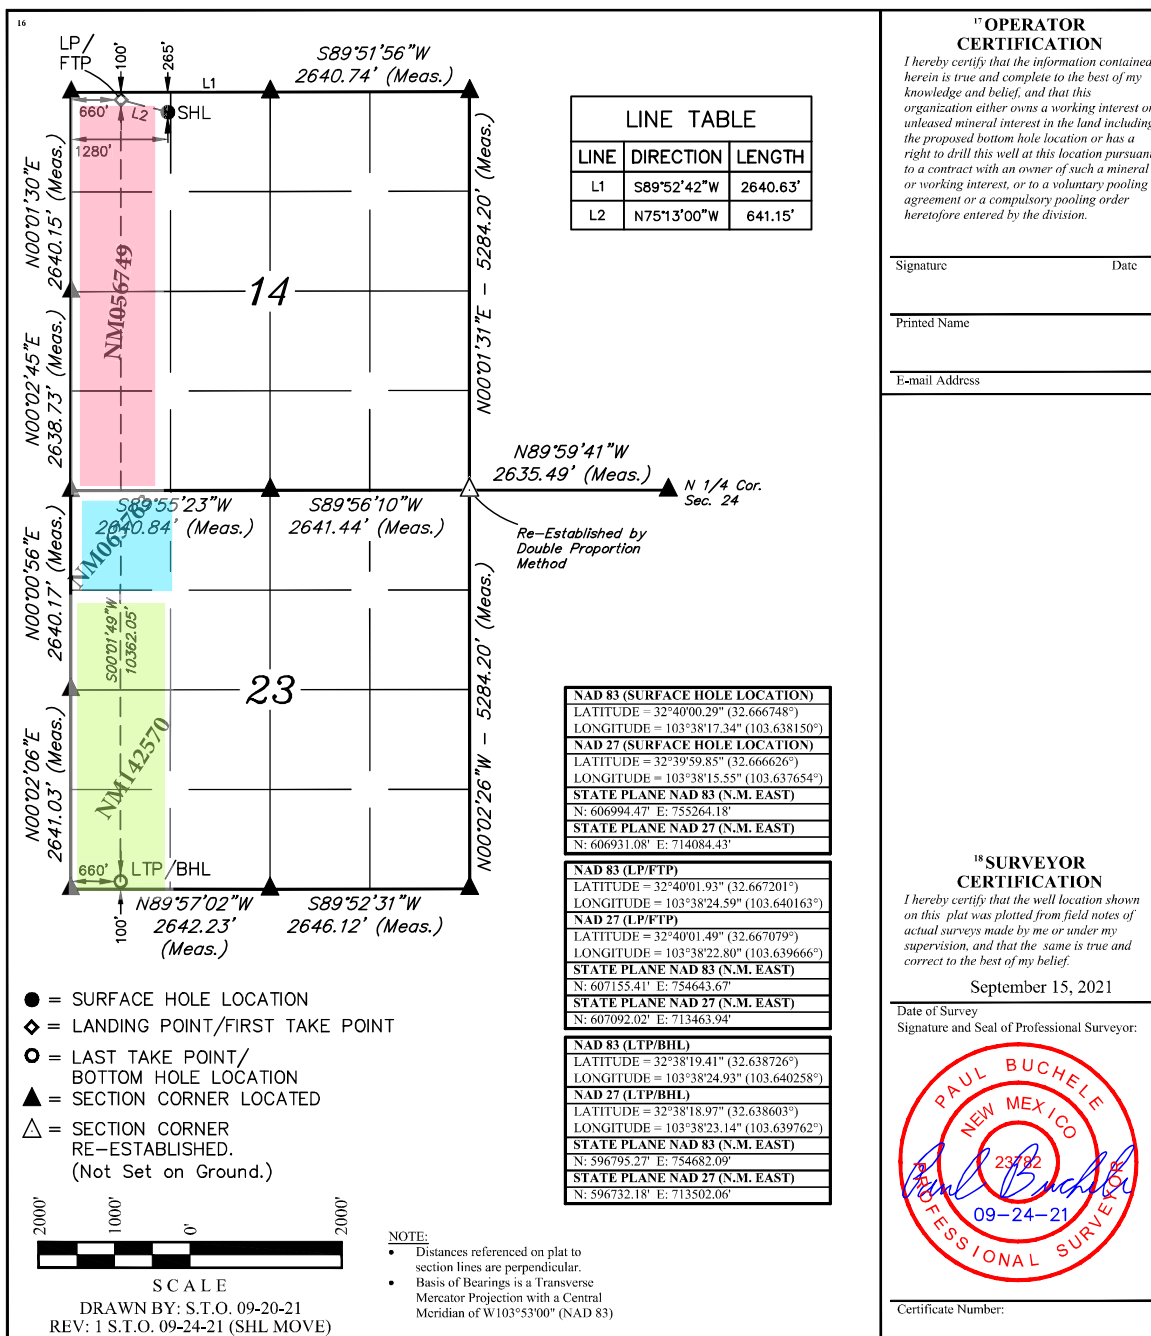 16
LP/
FTP
100'
265'
L1
S89°51'56"W
2640.74' (Meas.)
660'
L2
SHL
1280'
N00°01'30"E
2640.15' (Meas.)
NM056749
14
N00°01'31"E - 5284.20' (Meas.)
N00°02'45"E
2638.73' (Meas.)
N89°59'41"W
2635.49' (Meas.)
N 1/4 Cor.
Sec. 24
S89°55'23"W
2640.84' (Meas.)
S89°56'10"W
2641.44' (Meas.)
Re-Established by
Double Proportion
Method
N00°00'56"E
2640.17' (Meas.)
S00°01'49"W
10362.05'
23
N00°02'26"W - 5284.20' (Meas.)
NM142570
N00°02'06"E
2641.03' (Meas.)
660'
LTP/BHL
100'
N89°57'02"W
2642.23'
(Meas.)
S89°52'31"W
2646.12' (Meas.)
LINE TABLE
LINE DIRECTION LENGTH
L1 S89°52'42"W 2640.63'
L2 N75°13'00"W 641.15'
NAD 83 (SURFACE HOLE LOCATION)
LATITUDE = 32°40'00.29" (32.666748°)
LONGITUDE = 103°38'17.34" (103.638150°)
NAD 27 (SURFACE HOLE LOCATION)
LATITUDE = 32°39'59.85" (32.666626°)
LONGITUDE = 103°38'15.55" (103.637654°)
STATE PLANE NAD 83 (N.M. EAST)
N: 606994.47' E: 755264.18'
STATE PLANE NAD 27 (N.M. EAST)
N: 606931.08' E: 714084.43'
NAD 83 (LP/FTP)
LATITUDE = 32°40'01.93" (32.667201°)
LONGITUDE = 103°38'24.59" (103.640163°)
NAD 27 (LP/FTP)
LATITUDE = 32°40'01.49" (32.667079°)
LONGITUDE = 103°38'22.80" (103.639666°)
STATE PLANE NAD 83 (N.M. EAST)
N: 607155.41' E: 754643.67'
STATE PLANE NAD 27 (N.M. EAST)
N: 607092.02' E: 713463.94'
NAD 83 (LTP/BHL)
LATITUDE = 32°38'19.41" (32.638726°)
LONGITUDE = 103°38'24.93" (103.640258°)
NAD 27 (LTP/BHL)
LATITUDE = 32°38'18.97" (32.638603°)
LONGITUDE = 103°38'23.14" (103.639762°)
STATE PLANE NAD 83 (N.M. EAST)
N: 596795.27' E: 754682.09'
STATE PLANE NAD 27 (N.M. EAST)
N: 596732.18' E: 713502.06'
= SURFACE HOLE LOCATION
= LANDING POINT/FIRST TAKE POINT
= LAST TAKE POINT/
BOTTOM HOLE LOCATION
= SECTION CORNER LOCATED
= SECTION CORNER
RE-ESTABLISHED.
(Not Set on Ground.)
2000' 1000' 0' 2000'
SCALE
DRAWN BY: S.T.O. 09-20-21
REV: 1 S.T.O. 09-24-21 (SHL MOVE)
NOTE:
• Distances referenced on plat to
section lines are perpendicular.
• Basis of Bearings is a Transverse
Mercator Projection with a Central
Meridian of W103°53'00" (NAD 83)
17 OPERATOR
CERTIFICATION
I hereby certify that the information contained
herein is true and complete to the best of my
knowledge and belief, and that this
organization either owns a working interest or
unleased mineral interest in the land including
the proposed bottom hole location or has a
right to drill this well at this location pursuant
to a contract with an owner of such a mineral
or working interest, or to a voluntary pooling
agreement or a compulsory pooling order
heretofore entered by the division.
Signature Date
Printed Name
E-mail Address
18 SURVEYOR
CERTIFICATION
I hereby certify that the well location shown
on this plat was plotted from field notes of
actual surveys made by me or under my
supervision, and that the same is true and
correct to the best of my belief.
September 15, 2021
Date of Survey
Signature and Seal of Professional Surveyor:
PAUL BUCHELE
NEW MEXICO
23782
Paul Buchele
09-24-21
PROFESSIONAL SURVEYOR
Certificate Number: